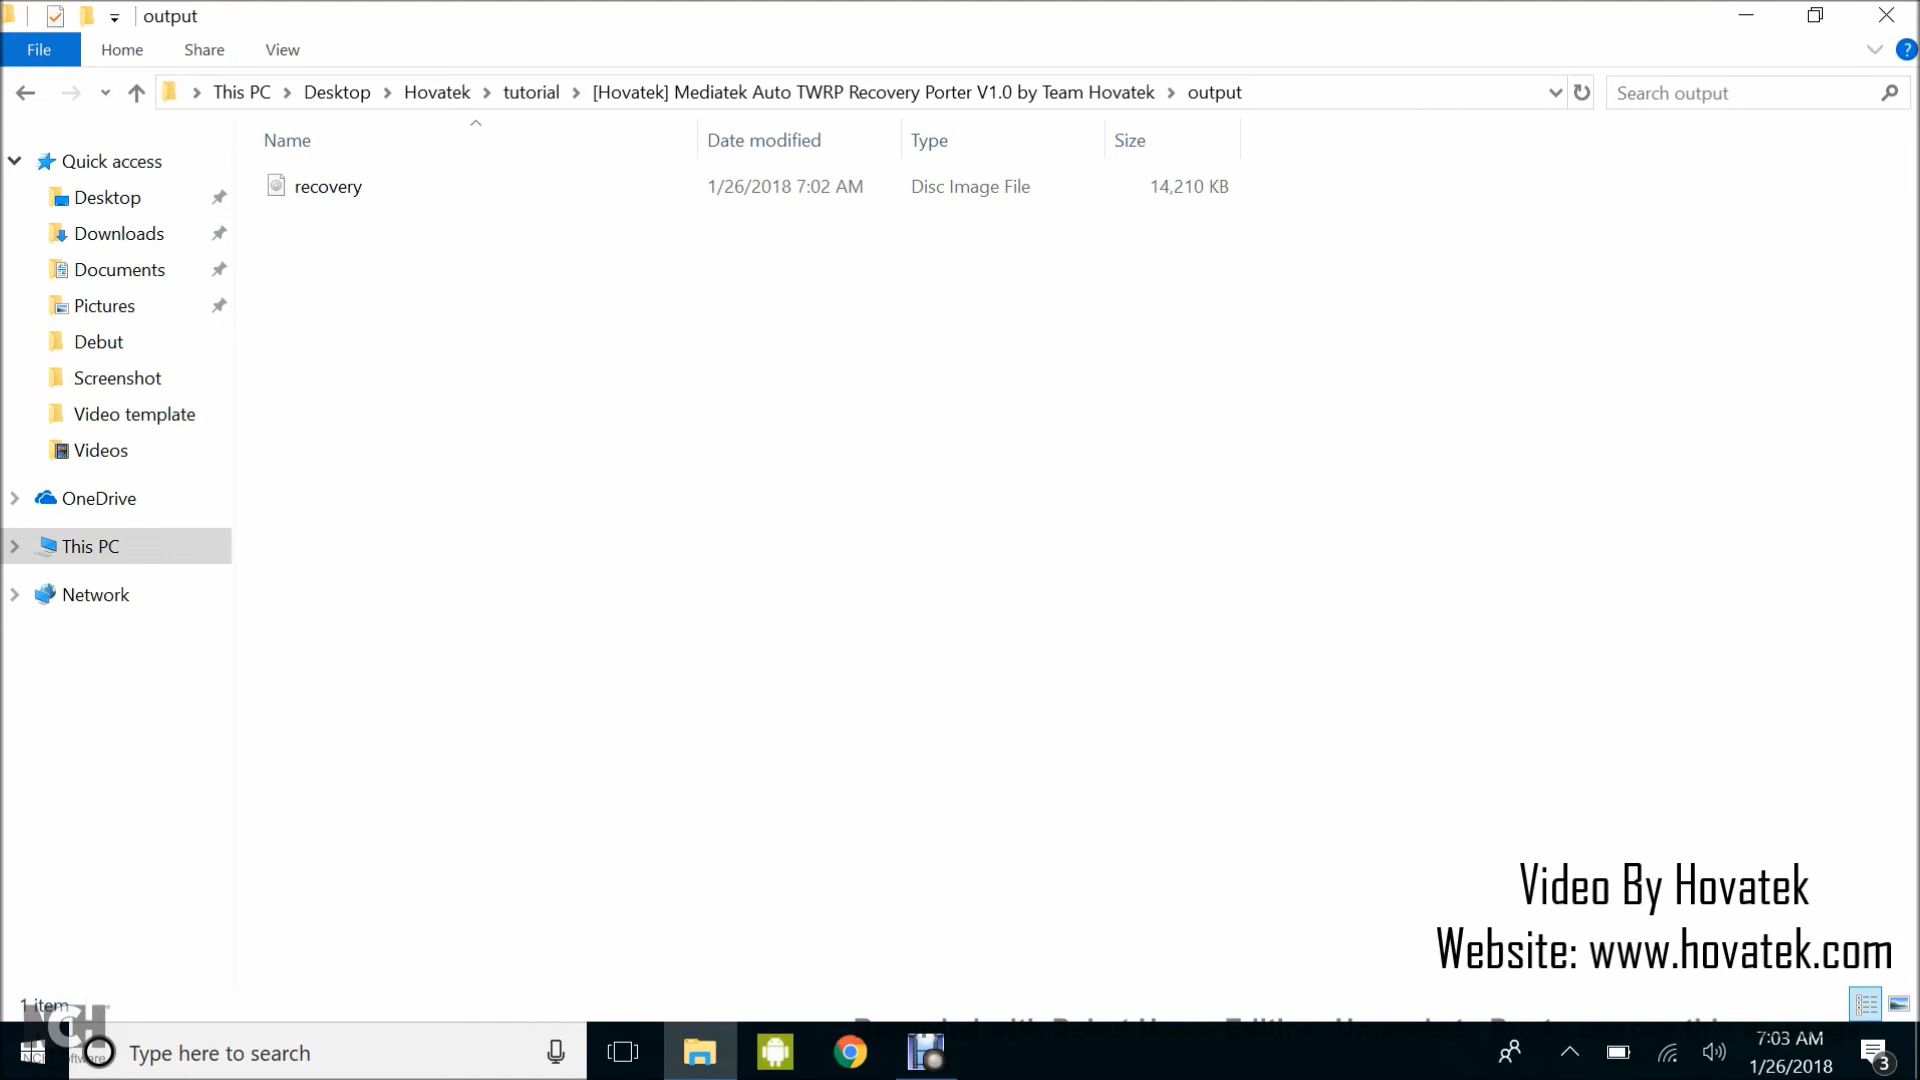 output
File Home Share View
This PC Desktop Hovatek tutorial [Hovatek] Mediatek Auto TWRP Recovery Porter V1.0 by Team Hovatek output
Search output
Name Date modified Type Size
recovery 1/26/2018 7:02 AM Disc Image File 14,210 KB
Quick access
Desktop
Downloads
Documents
Pictures
Debut
Screenshot
Video template
Videos
OneDrive
This PC
Network
Video By Hovatek
Website: www.hovatek.com
1 item
NCH
Type here to search
7:03 AM
1/26/2018
3